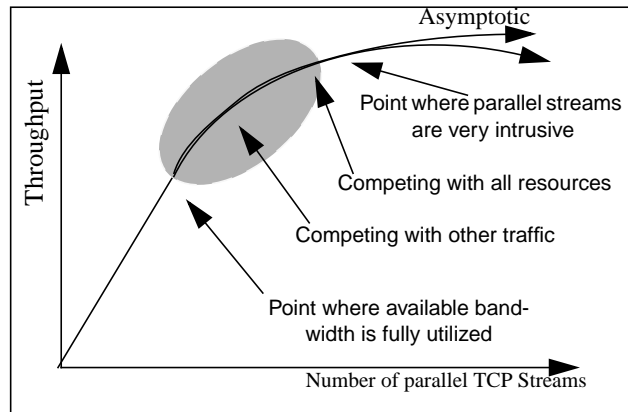 Asymptotic
Throughput
Point where parallel streams
are very intrusive
Competing with all resources
Competing with other traffic
Point where available band-
width is fully utilized
Number of parallel TCP Streams